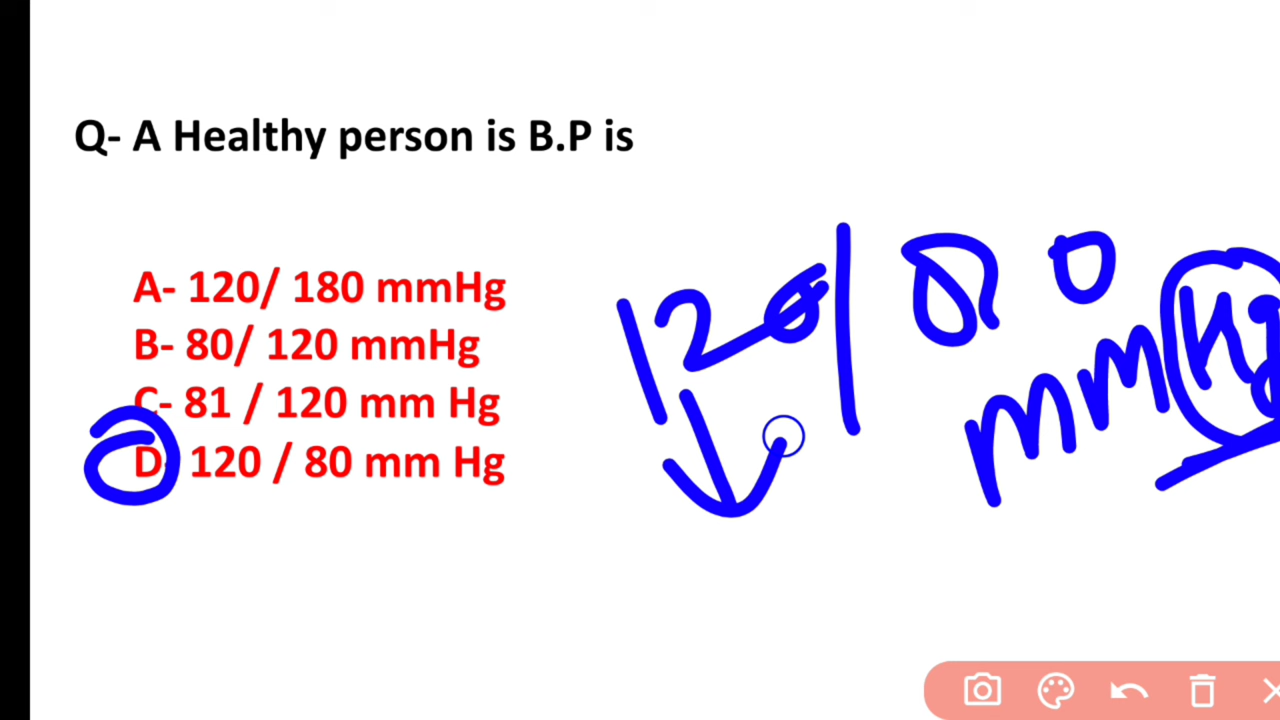 Q- A Healthy person is B.P is
A- 120/ 180 mmHg
B- 80/ 120 mmHg
C- 81 / 120 mm Hg
D- 120 / 80 mm Hg
120/80
mmHg